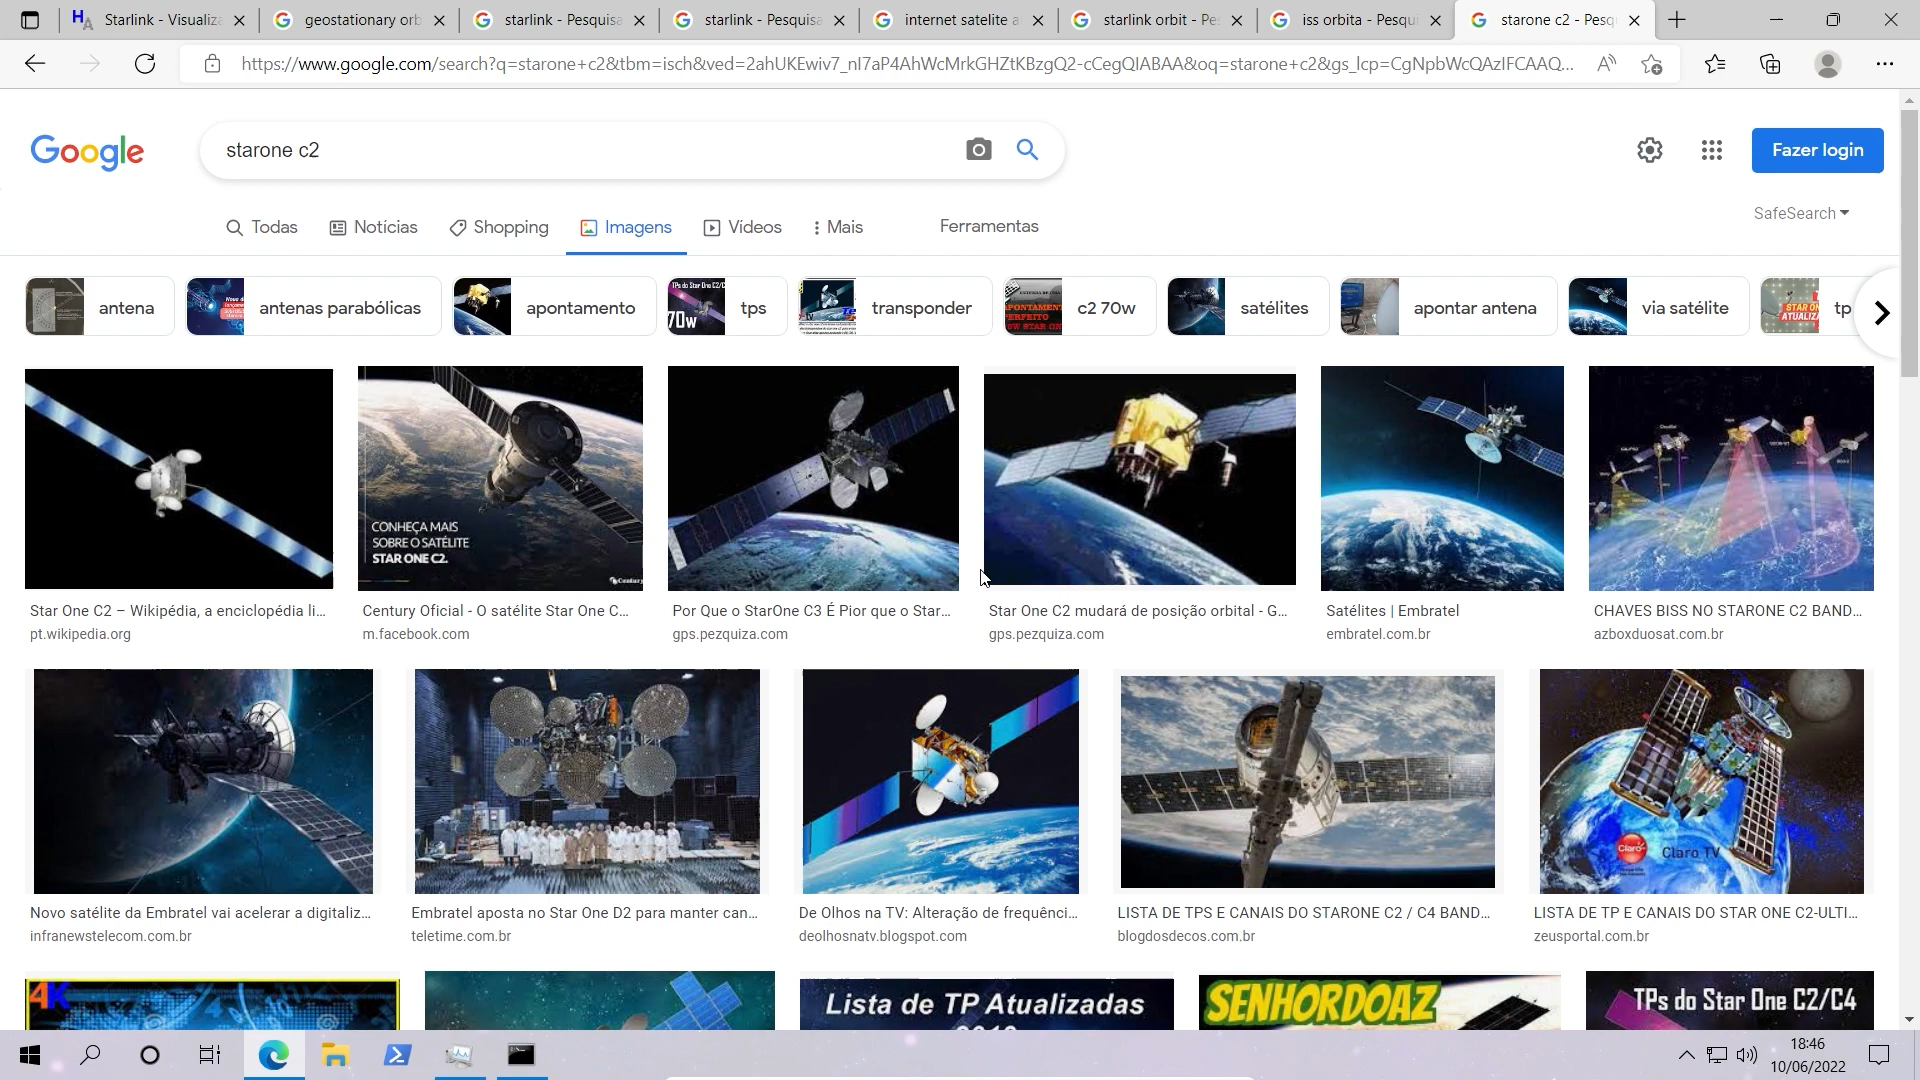 Starlink - Visualiza
geostationary orb
starlink - Pesquisa
starlink - Pesquisa
internet satelite a
starlink orbit - Pes
iss orbita - Pesqui
starone c2 - Pesq
https://www.google.com/search?q=starone+c2&tbm=isch&ved=2ahUKEwiv7_nI7aP4AhWcMrkGHZtKBzgQ2-cCegQIABAA&oq=starone+c2&gs_lcp=CgNpbWcQAzIFCAAQ...
Google
starone c2
Fazer login
Todas
Notícias
Shopping
Imagens
Vídeos
Mais
Ferramentas
SafeSearch
antena
antenas parabólicas
apontamento
tps
transponder
c2 70w
satélites
apontar antena
via satélite
tp
CONHEÇA MAIS
SOBRE O SATÉLITE
STAR ONE C2.
Century
Star One C2 – Wikipédia, a enciclopédia li...
pt.wikipedia.org
Century Oficial - O satélite Star One C...
m.facebook.com
Por Que o StarOne C3 É Pior que o Star...
gps.pezquiza.com
Star One C2 mudará de posição orbital - G...
gps.pezquiza.com
Satélites | Embratel
embratel.com.br
CHAVES BISS NO STARONE C2 BAND...
azboxduosat.com.br
Claro
Claro TV
Novo satélite da Embratel vai acelerar a digitaliz...
infranewstelecom.com.br
Embratel aposta no Star One D2 para manter can...
teletime.com.br
De Olhos na TV: Alteração de frequênci...
deolhosnatv.blogspot.com
LISTA DE TPS E CANAIS DO STARONE C2 / C4 BAND...
blogdosdecos.com.br
LISTA DE TP E CANAIS DO STAR ONE C2-ULTI...
zeusportal.com.br
4K
Lista de TP Atualizadas
SENHORDOAZ
TPs do Star One C2/C4
18:46
10/06/2022